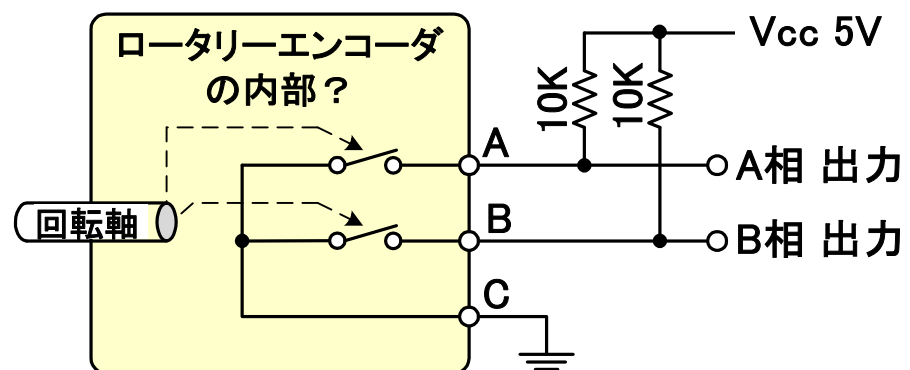 ロータリーエンコーダ
の内部？
回転軸
A
B
C
10K
10K
Vcc 5V
A相 出力
B相 出力